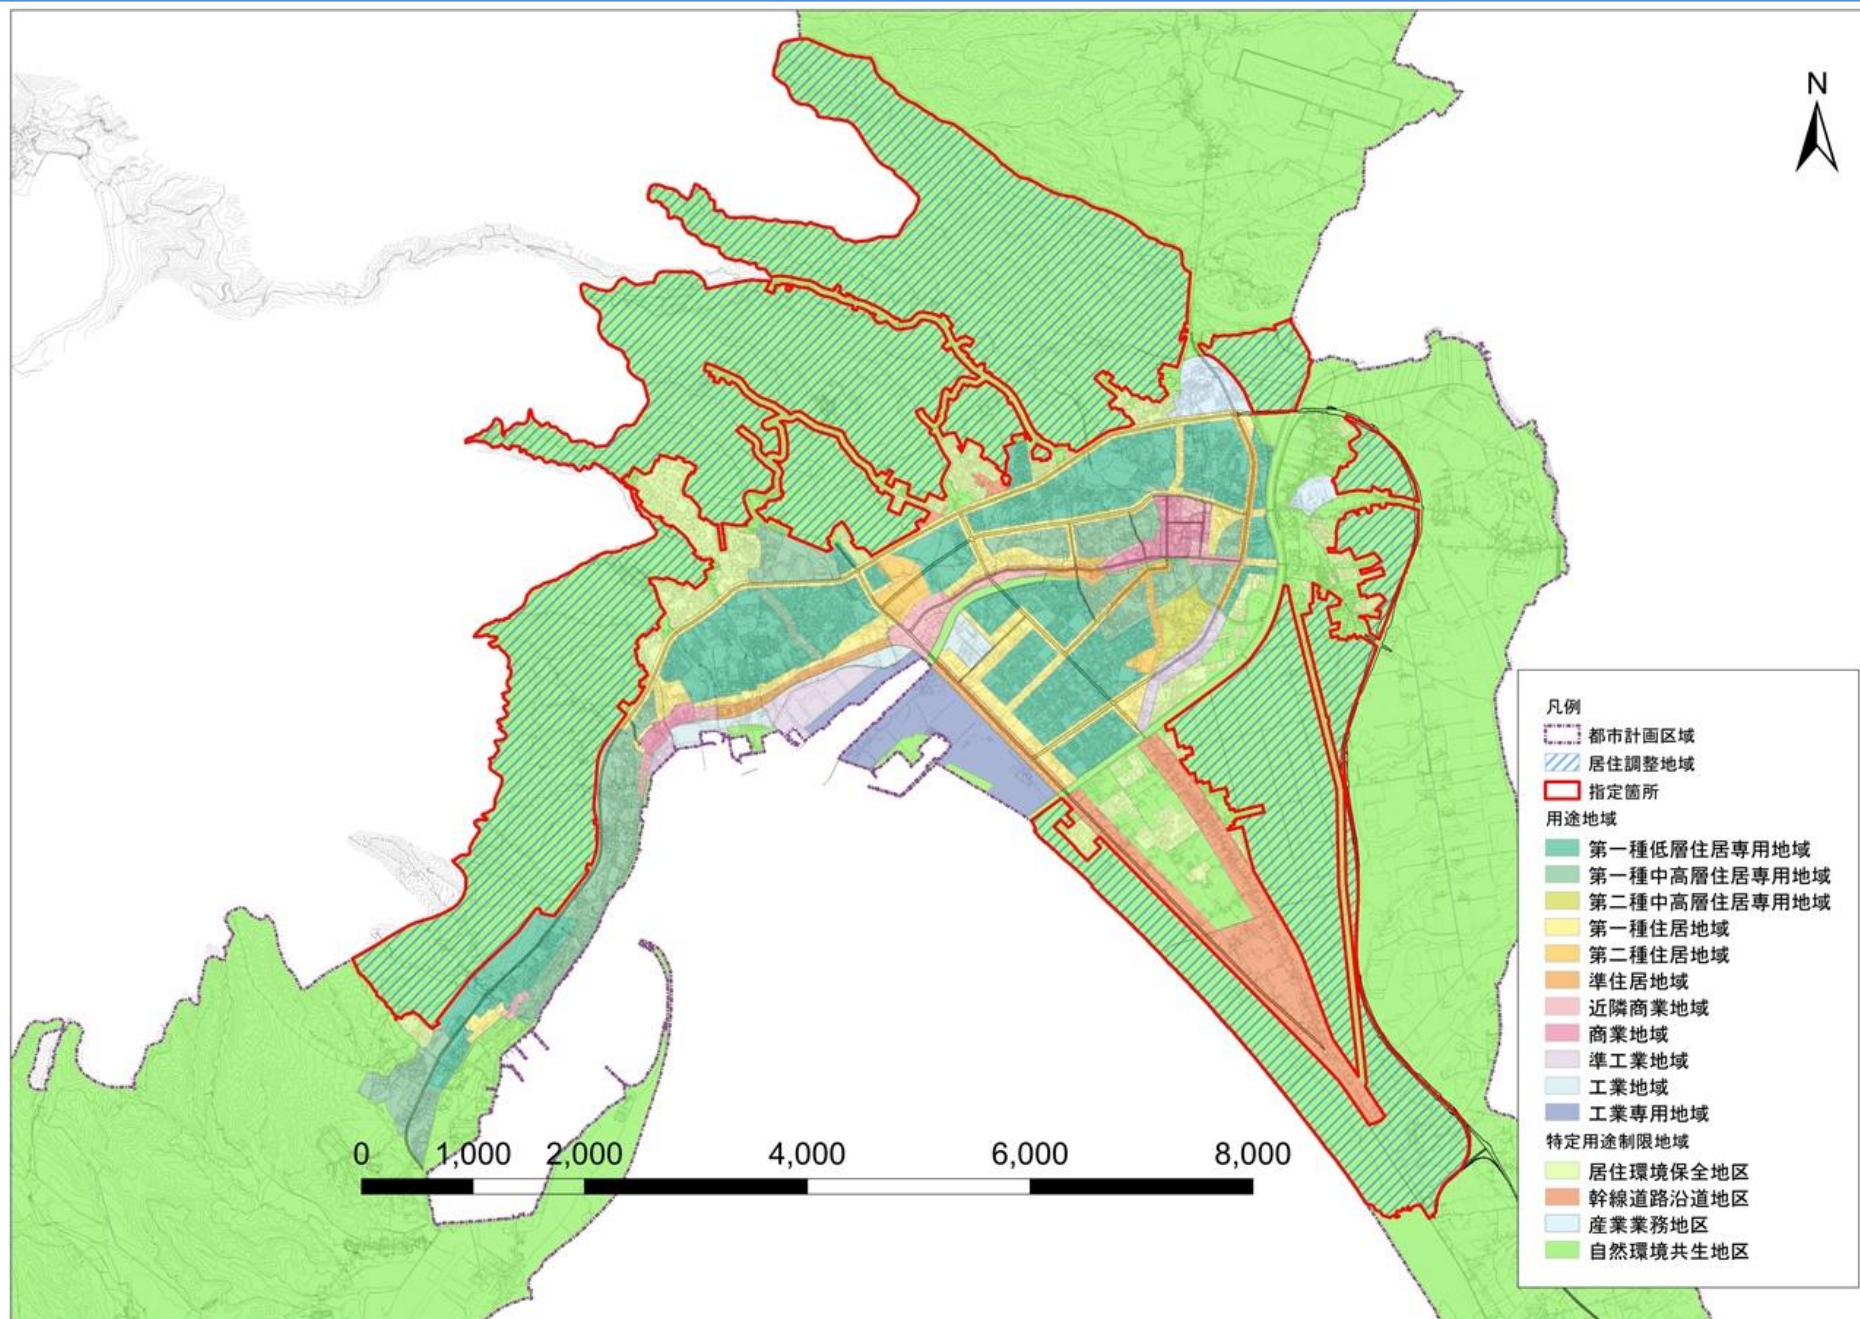 N
凡例
都市計画区域
居住調整地域
指定箇所
用途地域
第一種低層住居専用地域
第一種中高層住居専用地域
第二種中高層住居専用地域
第一種住居地域
第二種住居地域
準住居地域
近隣商業地域
商業地域
準工業地域
工業地域
工業専用地域
特定用途制限地域
居住環境保全地区
幹線道路沿道地区
産業業務地区
自然環境共生地区
0 1,000 2,000 4,000 6,000 8,000